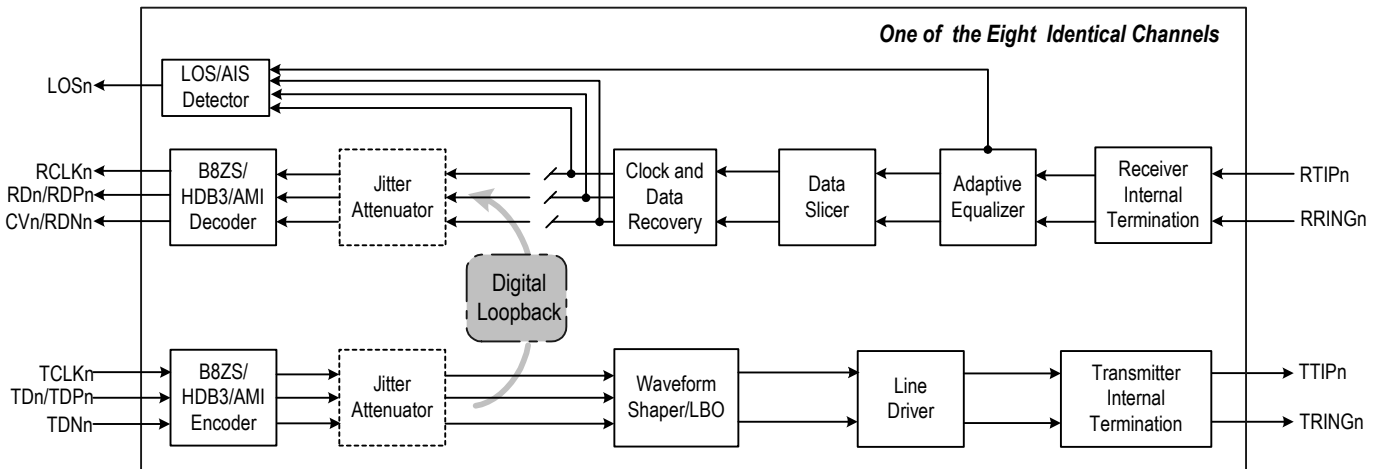 One of the Eight Identical Channels
LOSn
LOS/AIS
Detector
RCLKn
RDn/RDPn
CVn/RDNn
B8ZS/
HDB3/AMI
Decoder
Jitter
Attenuator
Clock and
Data
Recovery
Data
Slicer
Adaptive
Equalizer
Receiver
Internal
Termination
RTIPn
RRINGn
Digital
Loopback
TCLKn
TDn/TDPn
TDNn
B8ZS/
HDB3/AMI
Encoder
Jitter
Attenuator
Waveform
Shaper/LBO
Line
Driver
Transmitter
Internal
Termination
TTIPn
TRINGn